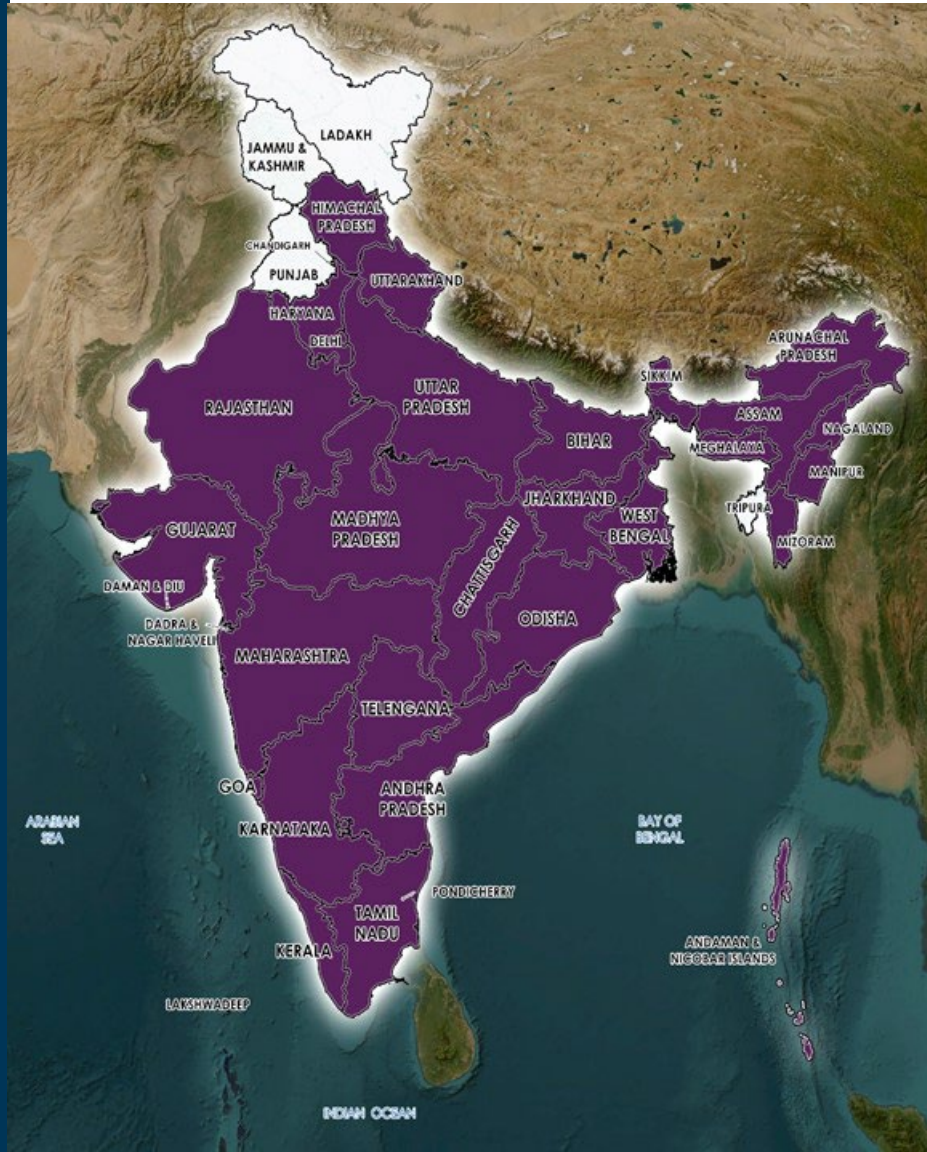 LADAKH
JAMMU &
KASHMIR
HIMACHAL
PRADESH
CHANDIGARH
PUNJAB
UTTARAKHAND
HARYANA
DELHI
ARUNACHAL
PRADESH
SIKKIM
UTTAR
PRADESH
RAJASTHAN
ASSAM
NAGALAND
BIHAR
MEGHALAYA
MANIPUR
JHARKHAND
TRIPURA
WEST
BENGAL
MADHYA
PRADESH
GUJARAT
MIZORAM
CHATTISGARH
DAMAN & DIU
DADRA &
NAGAR HAVELI
ODISHA
MAHARASHTRA
TELENGANA
GOA
ANDHRA
PRADESH
ARABIAN
SEA
KARNATAKA
BAY OF
BENGAL
PONDICHERRY
TAMIL
NADU
KERALA
ANDAMAN &
NICOBAR ISLANDS
LAKSHWADEEP
INDIAN OCEAN